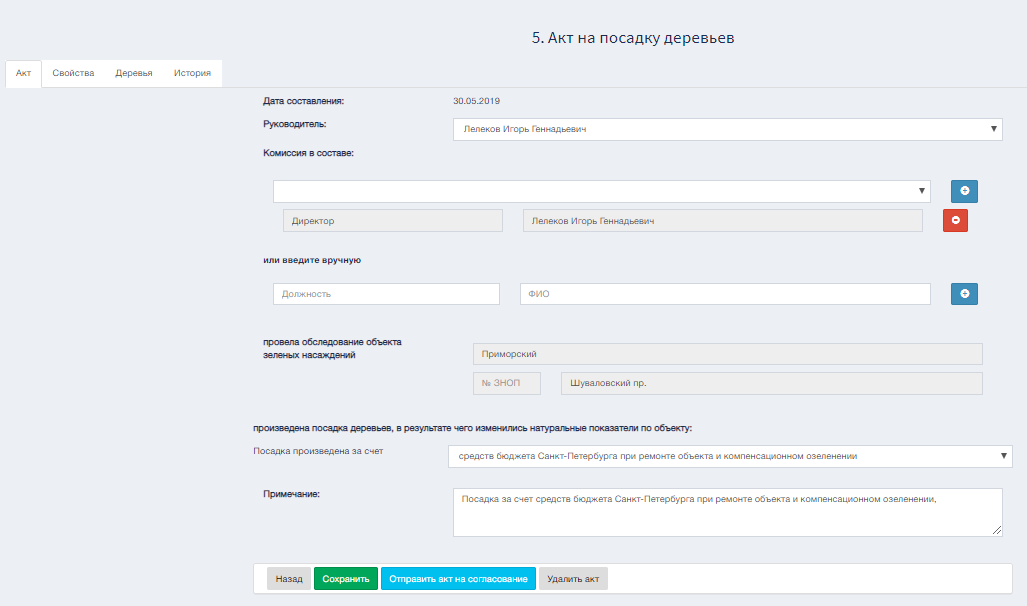 5. Акт на посадку деревьев
Акт Свойства Деревья История
Дата составления: 30.05.2019
Руководитель: Лелеков Игорь Геннадьевич
Комиссия в составе:
Директор Лелеков Игорь Геннадьевич
или введите вручную
Должность ФИО
провела обследование объекта
зеленых насаждений
Приморский
№ ЗНОП Шуваловский пр.
произведена посадка деревьев, в результате чего изменились натуральные показатели по объекту:
Посадка произведена за счет средств бюджета Санкт-Петербурга при ремонте объекта и компенсационном озеленении
Примечание: Посадка за счет средств бюджета Санкт-Петербурга при ремонте объекта и компенсационном озеленении,
Назад Сохранить Отправить акт на согласование Удалить акт